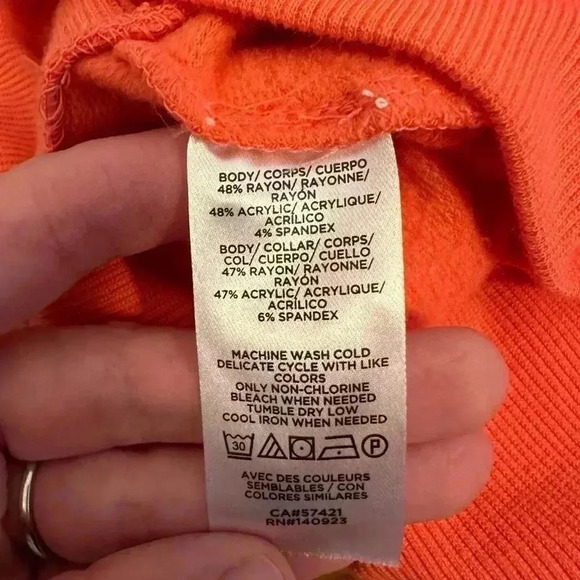 BODY/ CORPS/ CUERPO
48% RAYON/ RAYONNE/
RAYÓN
48% ACRYLIC/ ACRYLIQUE/
ACRÍLICO
4% SPANDEX
BODY/ COLLAR/ CORPS/
COL/ CUERPO/ CUELLO
47% RAYON/ RAYONNE/
RAYÓN
47% ACRYLIC/ ACRYLIQUE/
ACRÍLICO
6% SPANDEX
MACHINE WASH COLD
DELICATE CYCLE WITH LIKE
COLORS
ONLY NON-CHLORINE
BLEACH WHEN NEEDED
TUMBLE DRY LOW
COOL IRON WHEN NEEDED
30 P
AVEC DES COULEURS
SEMBLABLES / CON
COLORES SIMILARES
CA#57421
RN#140923